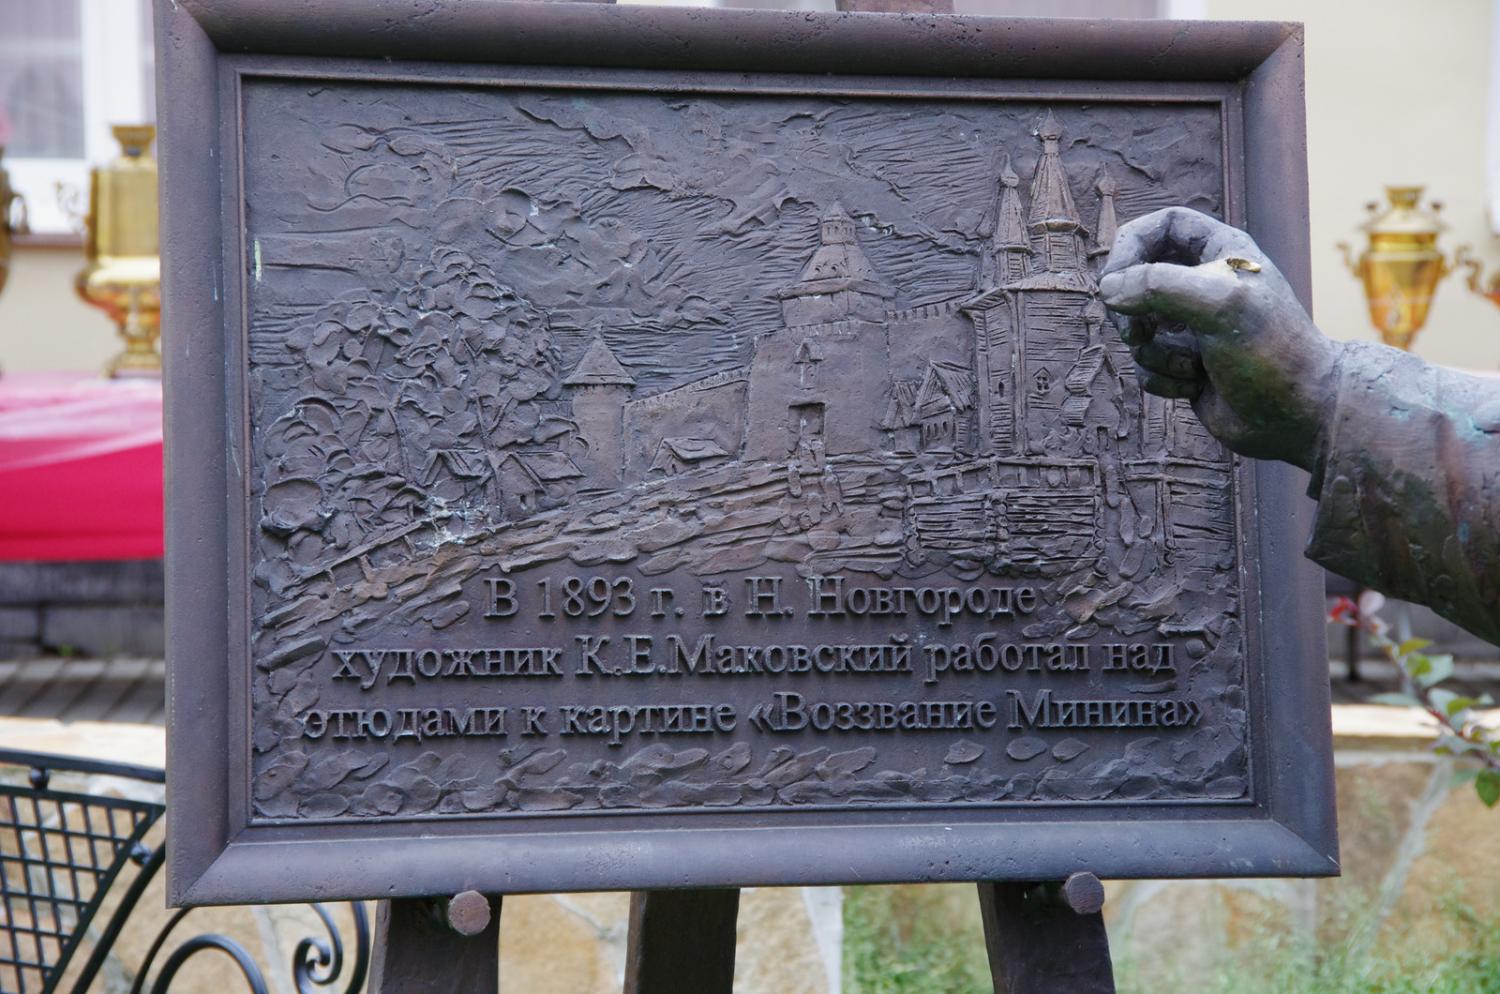 В 1893 г. в Н. Новгороде
художник К.Е.Маковский работал над
этюдами к картине «Воззвание Минина»